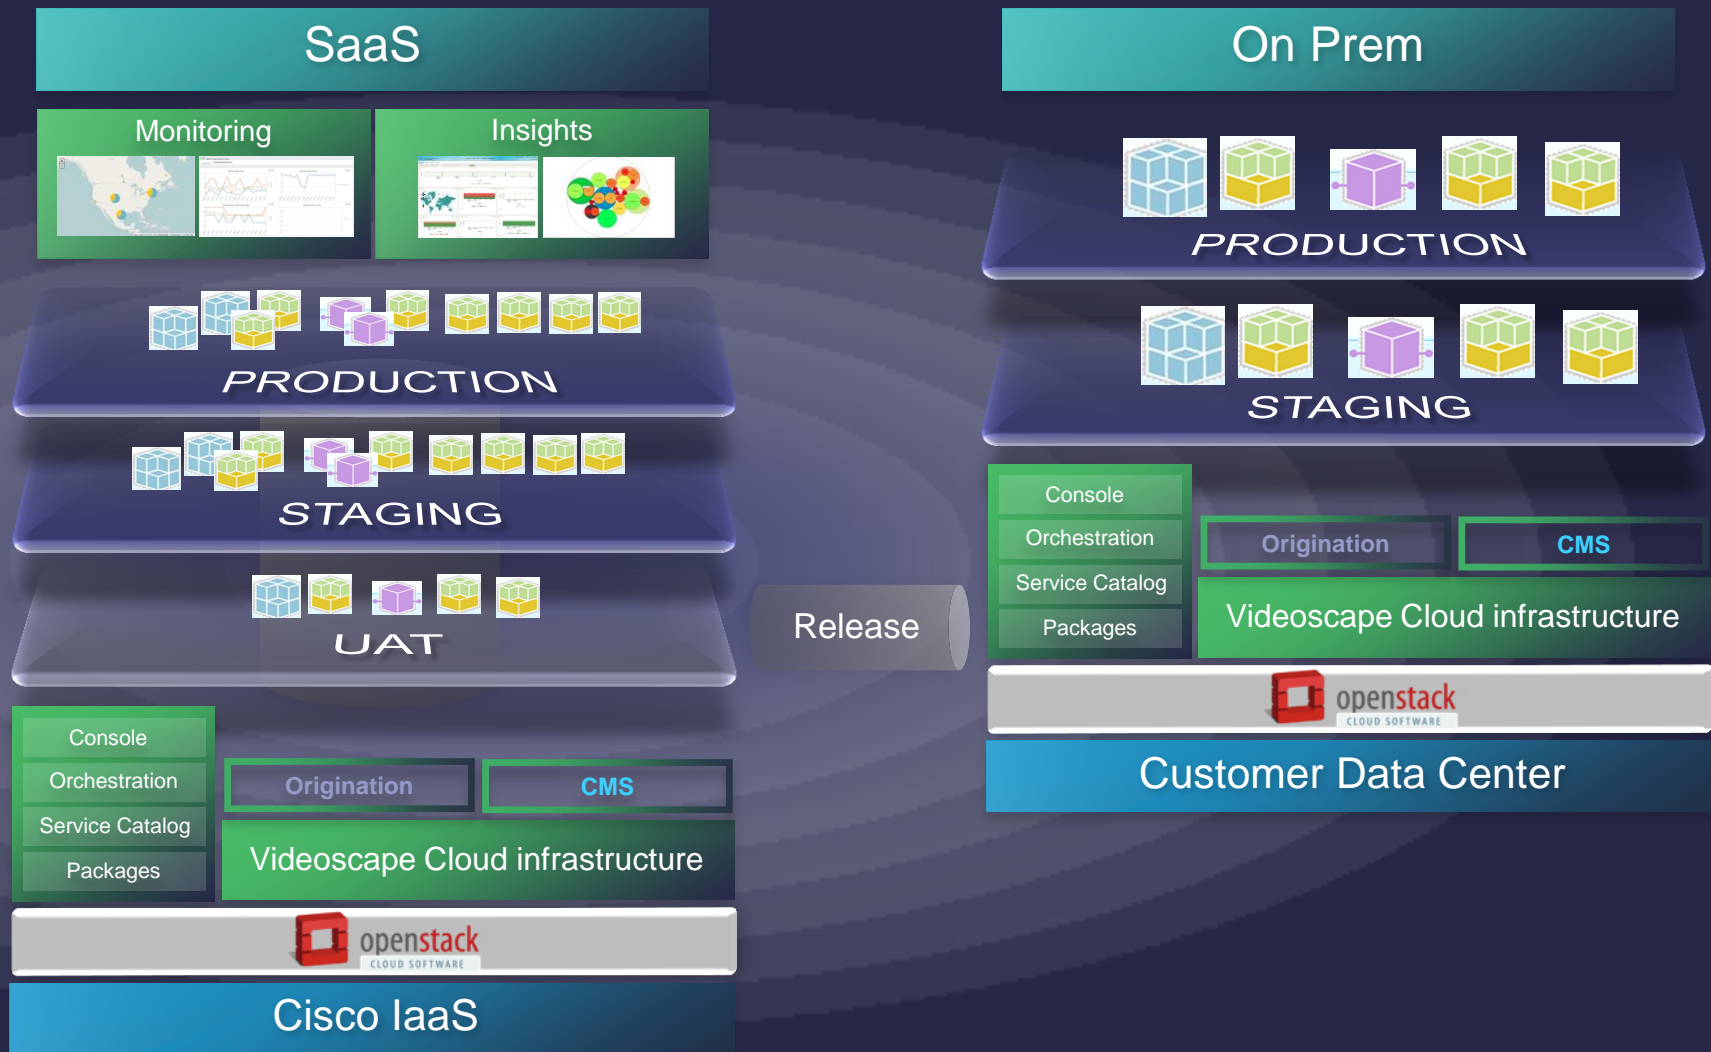 SaaS
Monitoring
Insights
PRODUCTION
STAGING
UAT
Console
Orchestration
Service Catalog
Packages
Origination
CMS
Videoscape Cloud infrastructure
openstack
CLOUD SOFTWARE
Cisco IaaS
Release
On Prem
PRODUCTION
STAGING
Console
Orchestration
Service Catalog
Packages
Origination
CMS
Videoscape Cloud infrastructure
openstack
CLOUD SOFTWARE
Customer Data Center